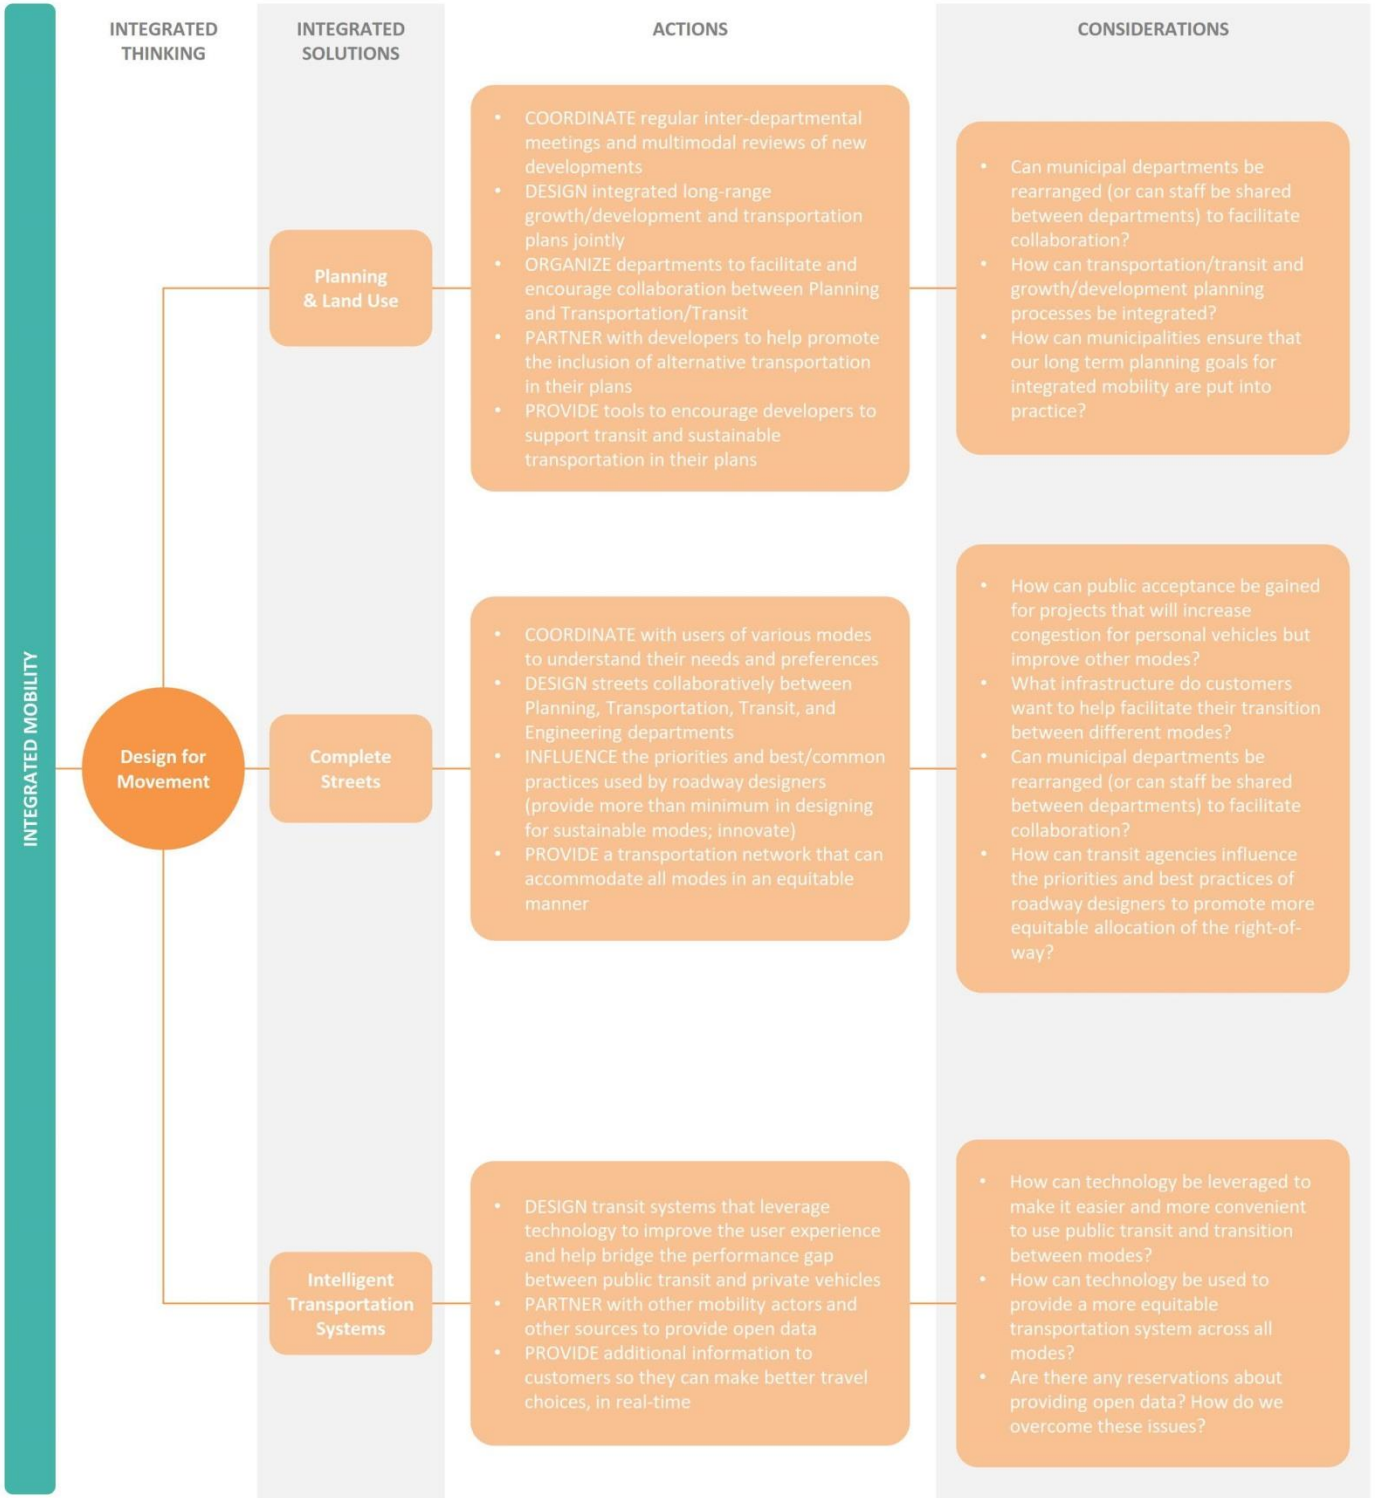 INTEGRATED
THINKING
INTEGRATED
SOLUTIONS
ACTIONS
CONSIDERATIONS
INTEGRATED MOBILITY
Design for
Movement
Planning
& Land Use
• COORDINATE regular inter-departmental
meetings and multimodal reviews of new
developments
• DESIGN integrated long-range
growth/development and transportation
plans jointly
• ORGANIZE departments to facilitate and
encourage collaboration between Planning
and Transportation/Transit
• PARTNER with developers to help promote
the inclusion of alternative transportation
in their plans
• PROVIDE tools to encourage developers to
support transit and sustainable
transportation in their plans
• Can municipal departments be
rearranged (or can staff be shared
between departments) to facilitate
collaboration?
• How can transportation/transit and
growth/development planning
processes be integrated?
• How can municipalities ensure that
our long term planning goals for
integrated mobility are put into
practice?
Complete
Streets
• COORDINATE with users of various modes
to understand their needs and preferences
• DESIGN streets collaboratively between
Planning, Transportation, Transit, and
Engineering departments
• INFLUENCE the priorities and best/common
practices used by roadway designers
(provide more than minimum in designing
for sustainable modes; innovate)
• PROVIDE a transportation network that can
accommodate all modes in an equitable
manner
• How can public acceptance be gained
for projects that will increase
congestion for personal vehicles but
improve other modes?
• What infrastructure do customers
want to help facilitate their transition
between different modes?
• Can municipal departments be
rearranged (or can staff be shared
between departments) to facilitate
collaboration?
• How can transit agencies influence
the priorities and best practices of
roadway designers to promote more
equitable allocation of the right-of-
way?
Intelligent
Transportation
Systems
• DESIGN transit systems that leverage
technology to improve the user experience
and help bridge the performance gap
between public transit and private vehicles
• PARTNER with other mobility actors and
other sources to provide open data
• PROVIDE additional information to
customers so they can make better travel
choices, in real-time
• How can technology be leveraged to
make it easier and more convenient
to use public transit and transition
between modes?
• How can technology be used to
provide a more equitable
transportation system across all
modes?
• Are there any reservations about
providing open data? How do we
overcome these issues?